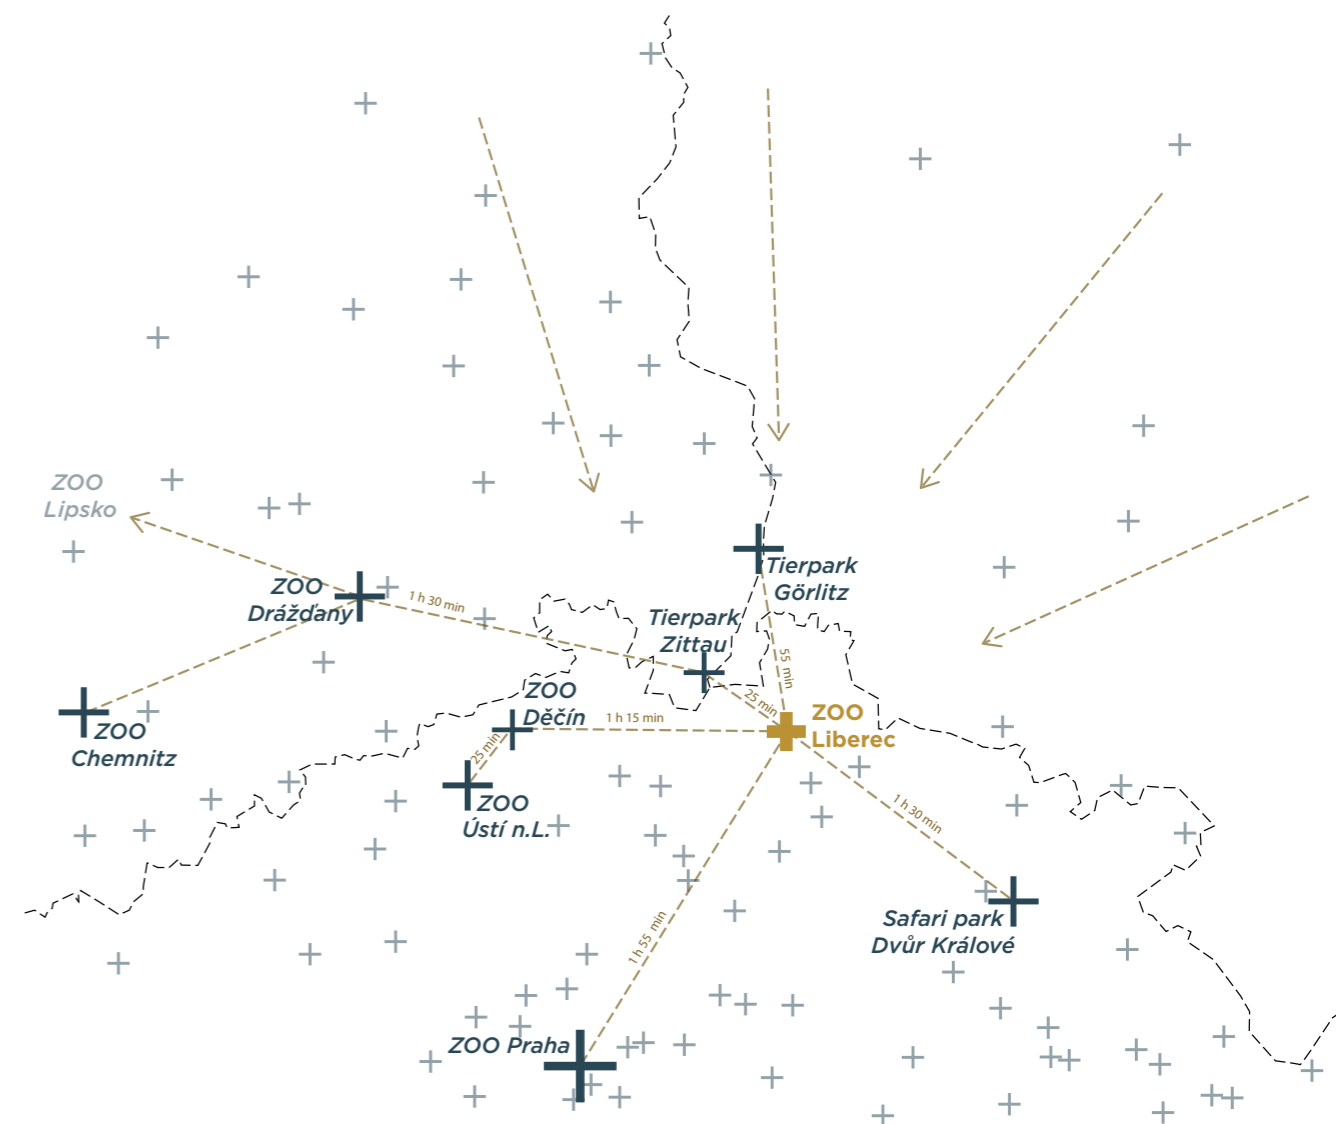 ZOO
Lipsko
ZOO
Drážďany
1 h 30 min
Tierpark
Görlitz
Tierpark
Zittau
55 min
25 min
ZOO
Děčín
1 h 15 min
25 min
ZOO
Liberec
ZOO
Chemnitz
ZOO
Ústí n.L.
1 h 30 min
Safari park
Dvůr Králové
1 h 55 min
ZOO Praha